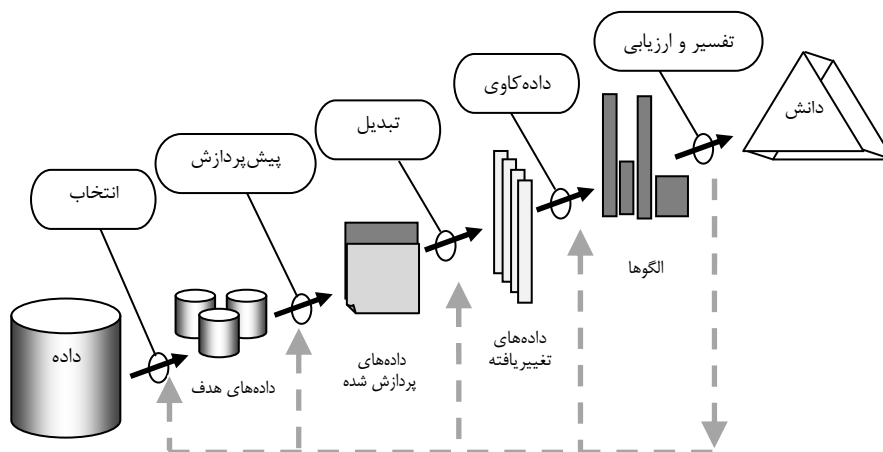 تفسیر و ارزیابی
داده‌کاوی
دانش
تبدیل
پیش‌پردازش
انتخاب
الگوها
داده‌های
تغییریافته
داده‌های
پردازش شده
داده‌های هدف
داده